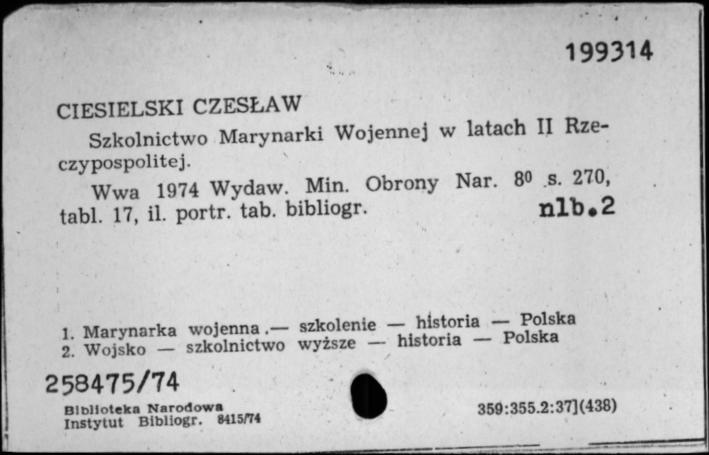 199314
CIESIELSKI CZESŁAW
Szkolnictwo Marynarki Wojennej w latach II Rze-
czypospolitej.
Wwa 1974 Wydaw. Min. Obrony Nar. 8⁰ s. 270,
tabl. 17, il. portr. tab. bibliogr. nlb.2
1. Marynarka wojenna .— szkolenie — historia — Polska
2. Wojsko — szkolnictwo wyższe — historia — Polska
258475/74
Biblioteka Narodowa
Instytut Bibliogr. 8415/74 359:355.2:37](438)